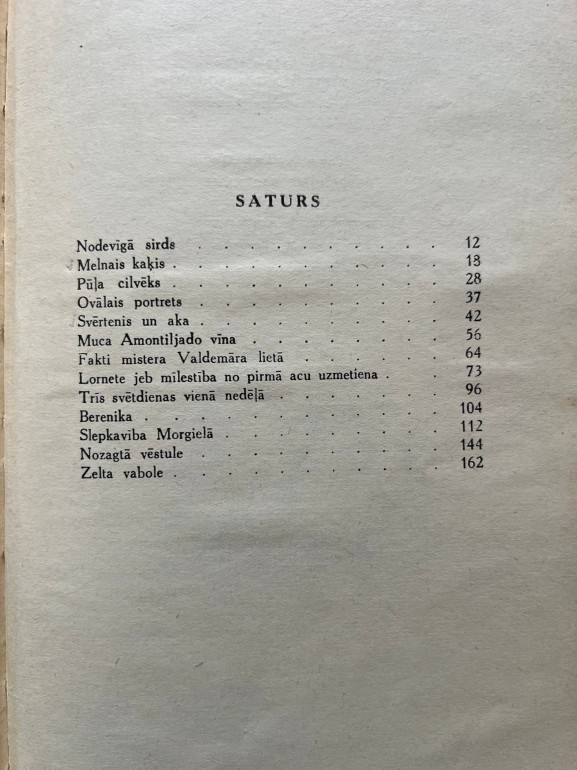 SATURS
Nodevīgā sirds . . . . . . . . . . 12
Melnais kaķis . . . . . . . . . . 18
Pūļa cilvēks . . . . . . . . . . 28
Ovālais portrets . . . . . . . . . . 37
Svērtenis un aka . . . . . . . . . . 42
Muca Amontiljado vīna . . . . . . . . 56
Fakti mistera Valdemāra lietā . . . . . . 64
Lornete jeb mīlestība no pirmā acu uzmetiena . . 73
Trīs svētdienas vienā nedēļā . . . . . . . 96
Berenika . . . . . . . . . . . 104
Slepkavība Morgielā . . . . . . . . 112
Nozagtā vēstule . . . . . . . . . 144
Zelta vabole . . . . . . . . . . 162